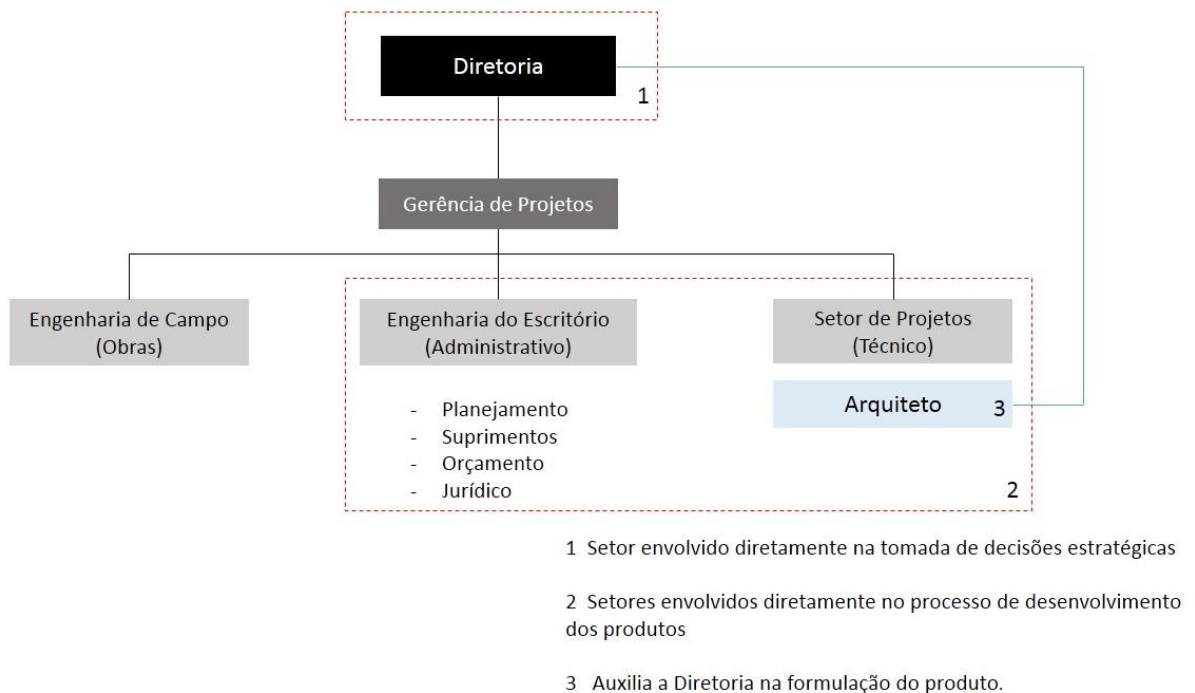 Diretoria
1
Gerência de Projetos
Engenharia de Campo
(Obras)
Engenharia do Escritório
(Administrativo)
- Planejamento
- Suprimentos
- Orçamento
- Jurídico
Setor de Projetos
(Técnico)
Arquiteto 3
2
1 Setor envolvido diretamente na tomada de decisões estratégicas
2 Setores envolvidos diretamente no processo de desenvolvimento
dos produtos
3 Auxilia a Diretoria na formulação do produto.